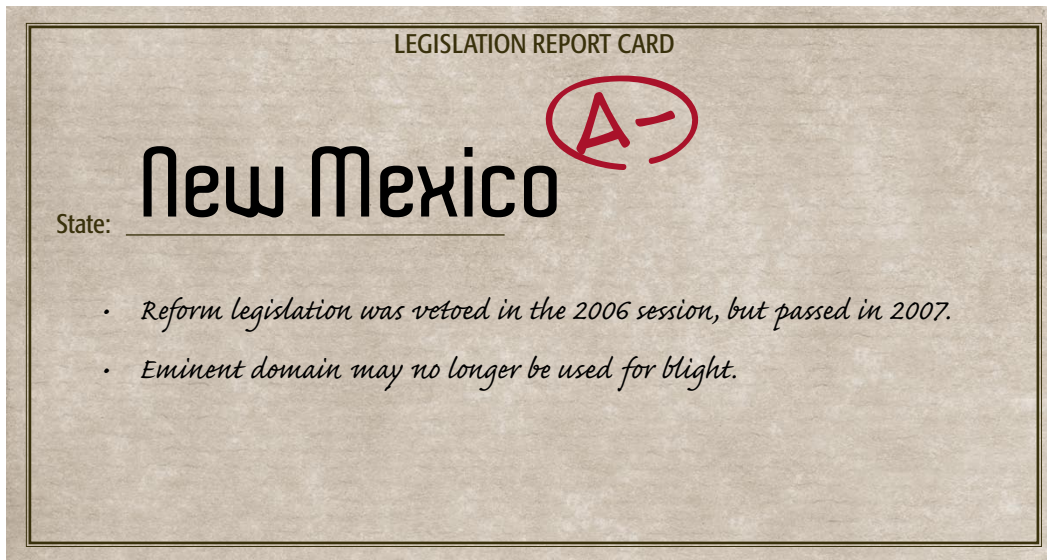 LEGISLATION REPORT CARD
A-
State: New Mexico
• Reform legislation was vetoed in the 2006 session, but passed in 2007.
• Eminent domain may no longer be used for blight.